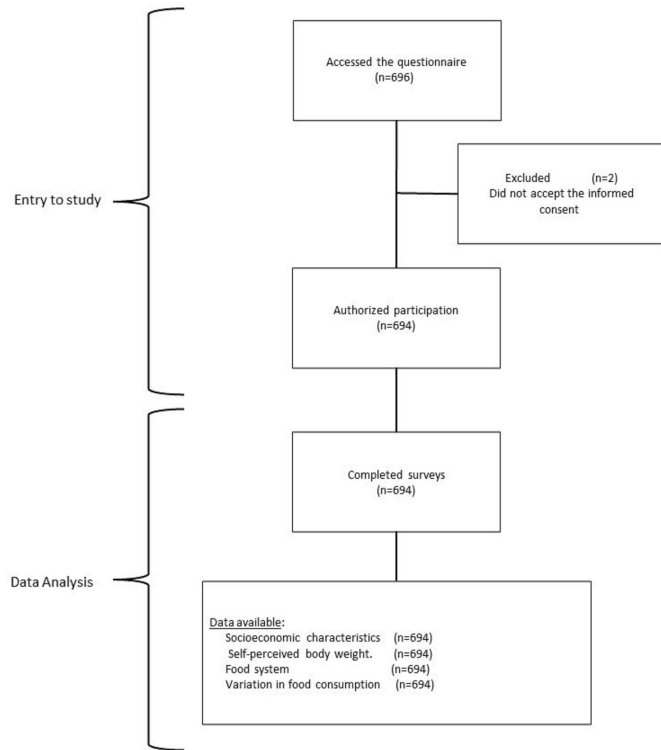 Accessed the questionnaire
(n=696)
Excluded (n=2)
Did not accept the informed
consent
Entry to study
Authorized participation
(n=694)
Completed surveys
(n=694)
Data Analysis
Data available:
Socioeconomic characteristics (n=694)
Self-perceived body weight. (n=694)
Food system (n=694)
Variation in food consumption (n=694)